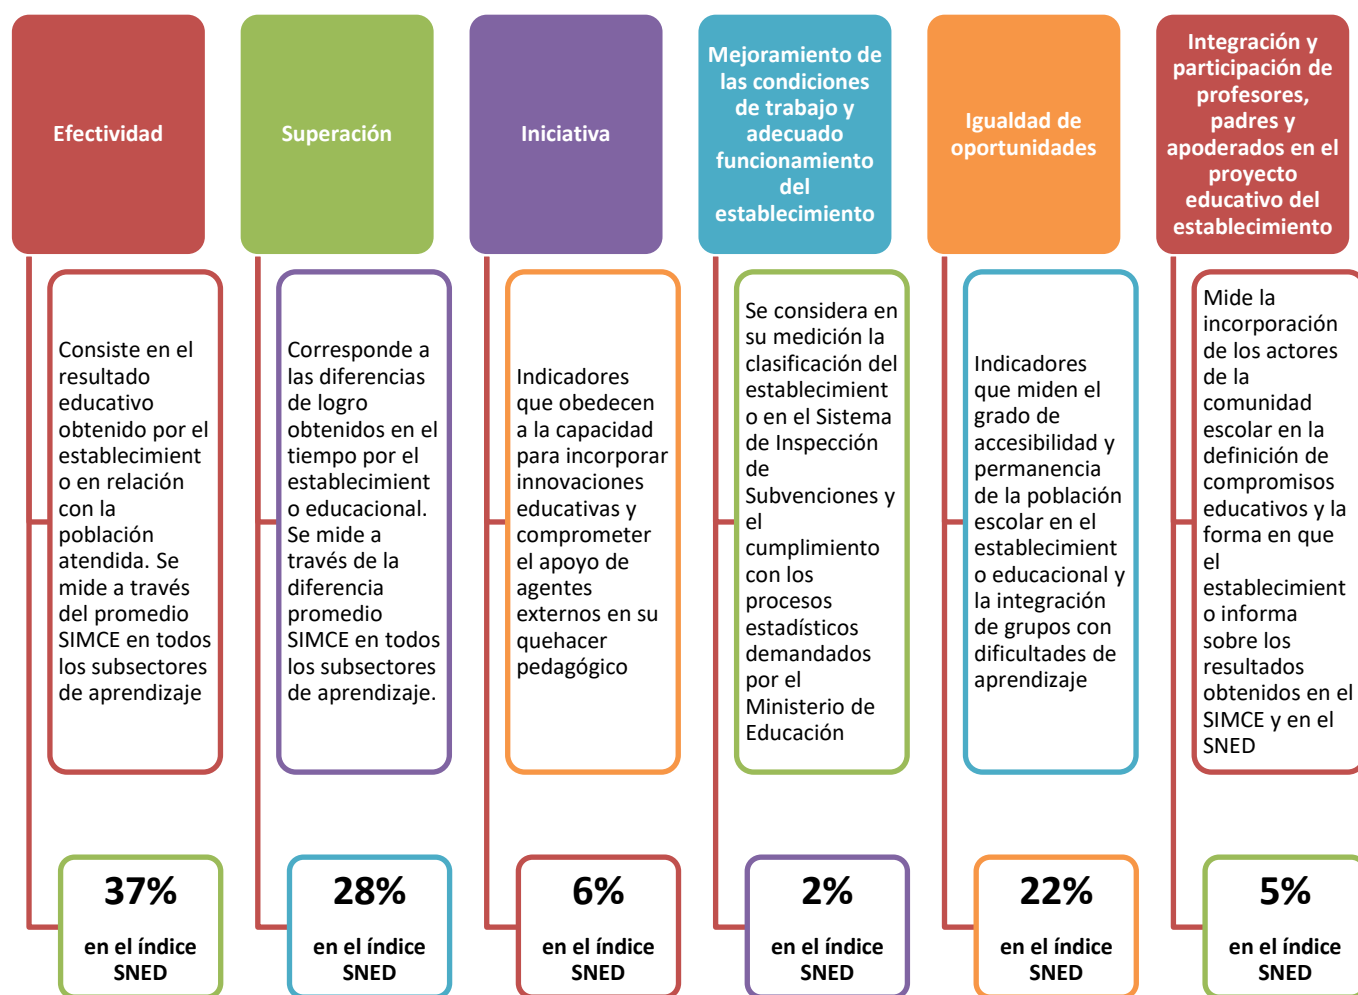 Efectividad
Consiste en el
resultado
educativo
obtenido por el
establecimient
o en relación
con la
población
atendida. Se
mide a través
del promedio
SIMCE en todos
los subsectores
de aprendizaje
37%
en el índice
SNED
Superación
Corresponde a
las diferencias
de logro
obtenidos en el
tiempo por el
establecimient
o educacional.
Se mide a
través de la
diferencia
promedio
SIMCE en todos
los subsectores
de aprendizaje.
28%
en el índice
SNED
Iniciativa
Indicadores
que obedecen
a la capacidad
para incorporar
innovaciones
educativas y
comprometer
el apoyo de
agentes
externos en su
quehacer
pedagógico
6%
en el índice
SNED
Mejoramiento de
las condiciones
de trabajo y
adecuado
funcionamiento
del
establecimiento
Se considera en
su medición la
clasificación del
establecimient
o en el Sistema
de Inspección
de
Subvenciones y
el
cumplimiento
con los
procesos
estadísticos
demandados
por el
Ministerio de
Educación
2%
en el índice
SNED
Igualdad de
oportunidades
Indicadores
que miden el
grado de
accesibilidad y
permanencia
de la población
escolar en el
establecimient
o educacional y
la integración
de grupos con
dificultades de
aprendizaje
22%
en el índice
SNED
Integración y
participación de
profesores,
padres y
apoderados en el
proyecto
educativo del
establecimiento
Mide la
incorporación
de los actores
de la
comunidad
escolar en la
definición de
compromisos
educativos y la
forma en que
el
establecimient
o informa
sobre los
resultados
obtenidos en el
SIMCE y en el
SNED
5%
en el índice
SNED